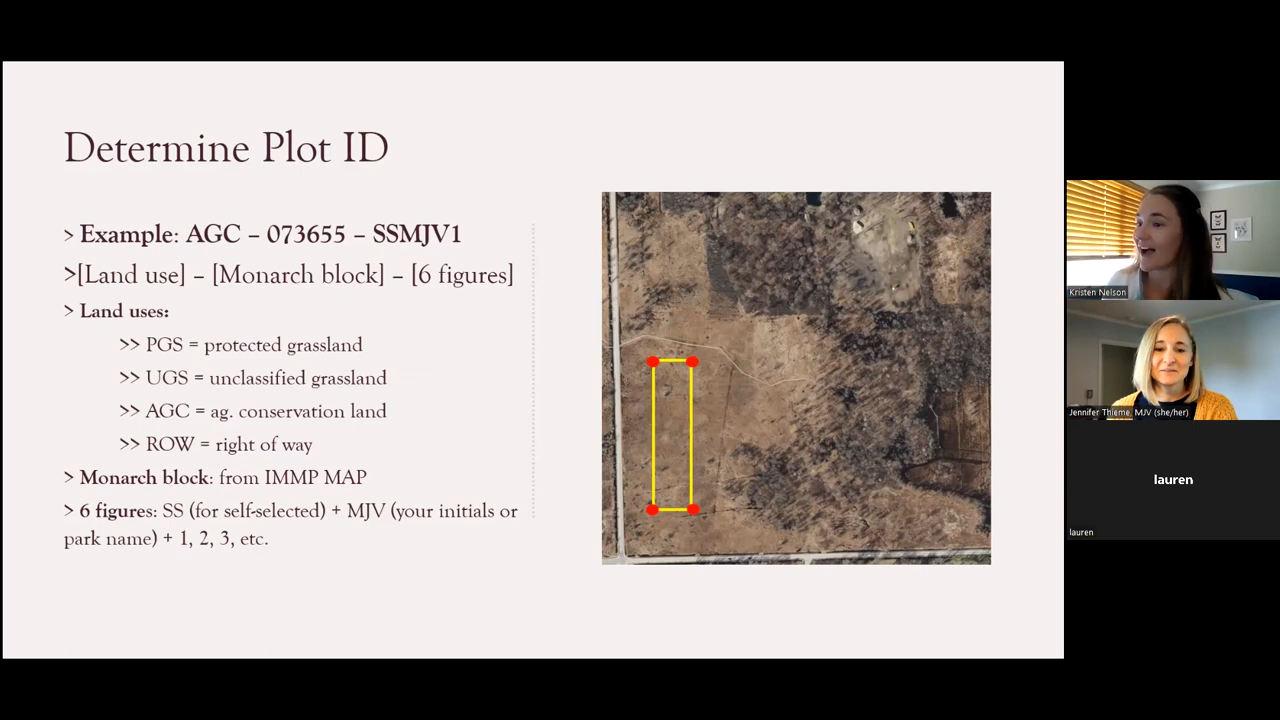 Determine Plot ID
> Example: AGC – 073655 – SSMJV1
>[Land use] – [Monarch block] – [6 figures]
> Land uses:
>> PGS = protected grassland
>> UGS = unclassified grassland
>> AGC = ag. conservation land
>> ROW = right of way
> Monarch block: from IMMP MAP
> 6 figures: SS (for self-selected) + MJV (your initials or
park name) + 1, 2, 3, etc.
Kristen Nelson
Jennifer Thieme, MJV (she/her)
lauren
lauren